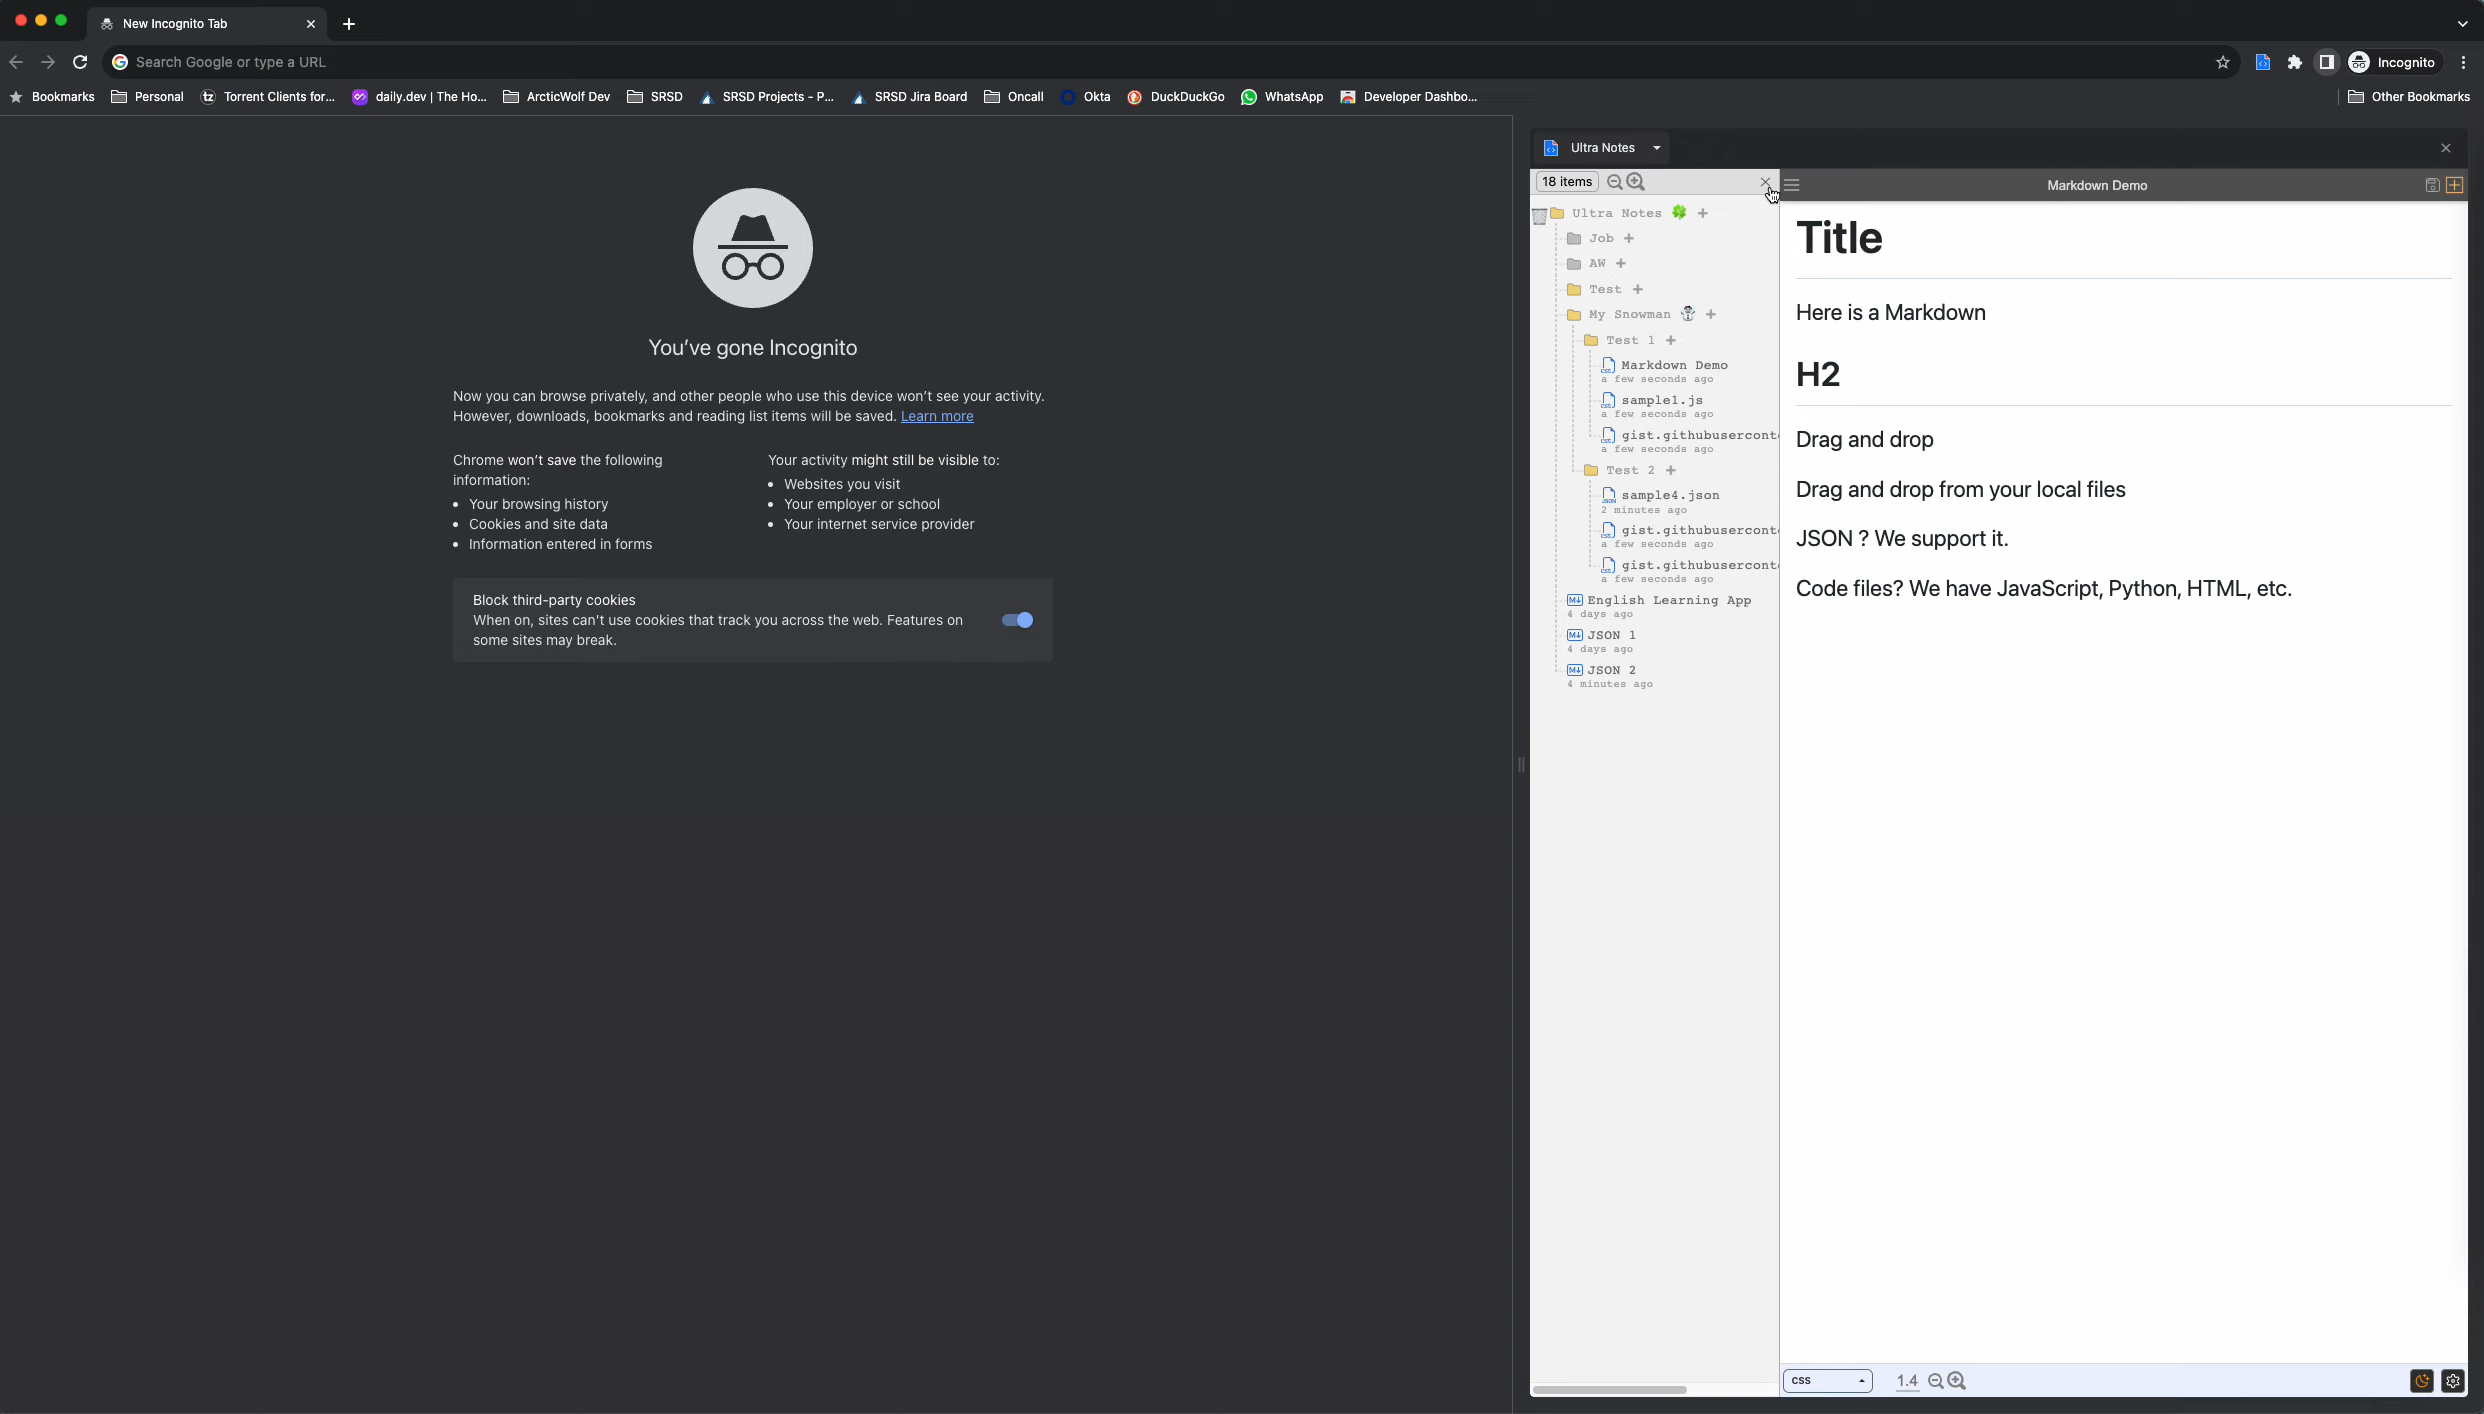 New Incognito Tab
Search Google or type a URL
Incognito
Bookmarks Personal Torrent Clients for... daily.dev | The Ho... ArcticWolf Dev SRSD SRSD Projects - P... SRSD Jira Board Oncall Okta DuckDuckGo WhatsApp Developer Dashbo... Other Bookmarks
You've gone Incognito
Now you can browse privately, and other people who use this device won't see your activity.
However, downloads, bookmarks and reading list items will be saved. Learn more
Chrome won't save the following
information:
Your browsing history
Cookies and site data
Information entered in forms
Your activity might still be visible to:
Websites you visit
Your employer or school
Your internet service provider
Block third-party cookies
When on, sites can't use cookies that track you across the web. Features on
some sites may break.
Ultra Notes
18 items
Ultra Notes 🍀 +
Job +
AW +
Test +
My Snowman ☃ +
Test 1 +
Markdown Demo
a few seconds ago
sample1.js
a few seconds ago
gist.githubuserconte
a few seconds ago
Test 2 +
sample4.json
2 minutes ago
gist.githubuserconte
a few seconds ago
gist.githubuserconte
a few seconds ago
English Learning App
4 days ago
JSON 1
4 days ago
JSON 2
4 minutes ago
Markdown Demo
Title
Here is a Markdown
H2
Drag and drop
Drag and drop from your local files
JSON ? We support it.
Code files? We have JavaScript, Python, HTML, etc.
css
1.4